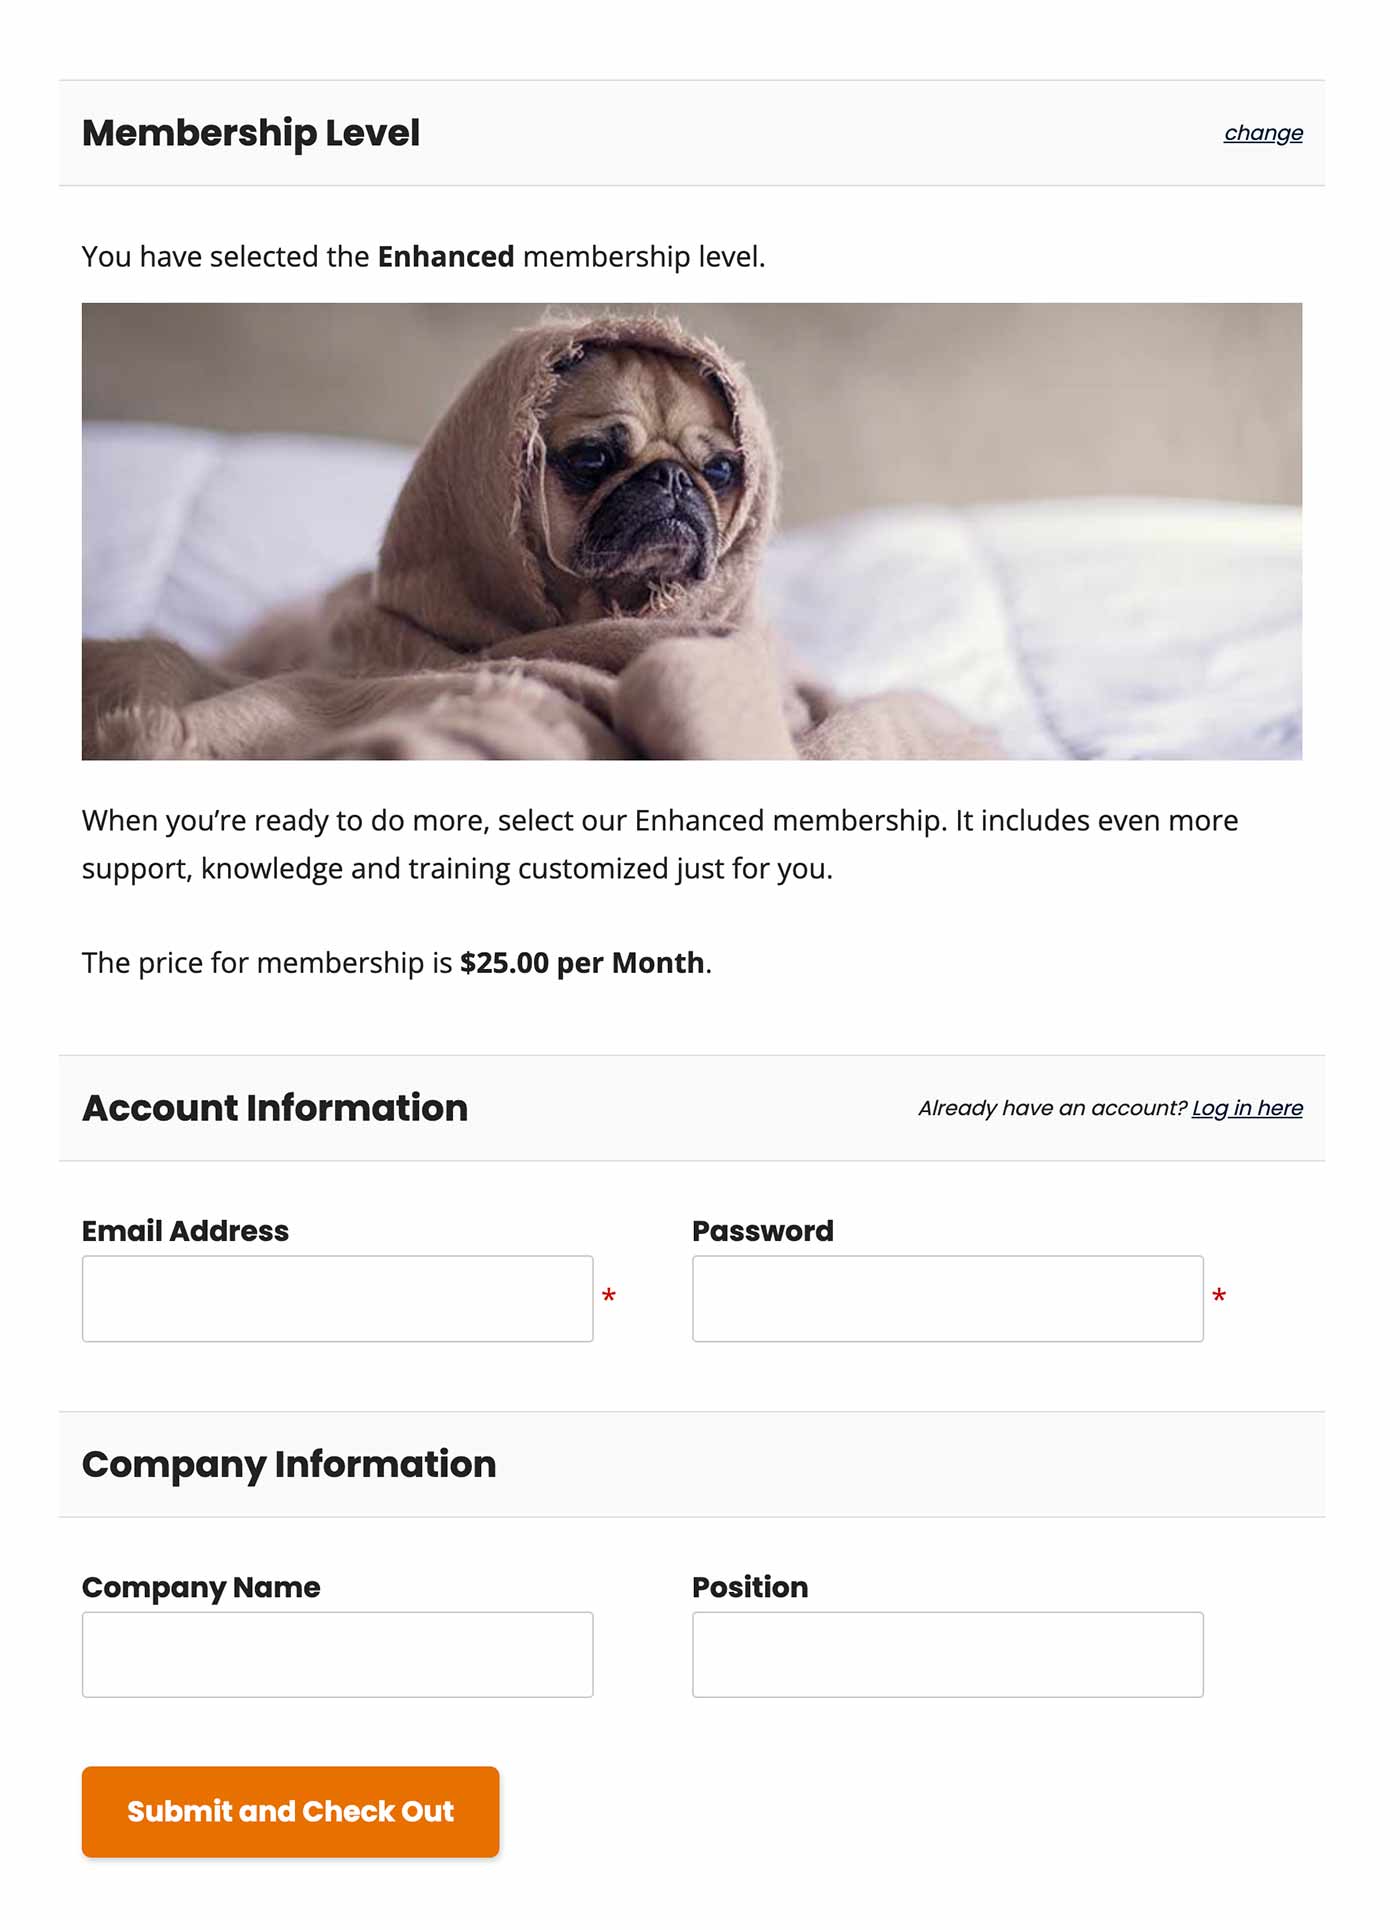 Membership Level
change
You have selected the Enhanced membership level.
When you’re ready to do more, select our Enhanced membership. It includes even more
support, knowledge and training customized just for you.
The price for membership is $25.00 per Month.
Account Information
Already have an account? Log in here
Email Address
Password
*
*
Company Information
Company Name
Position
Submit and Check Out